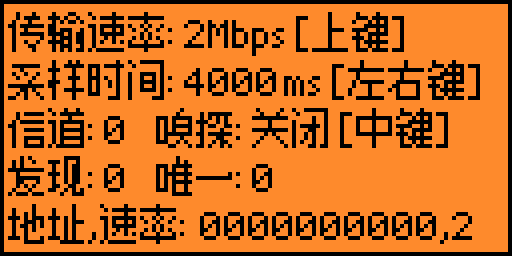 传输速率: 2Mbps[上键]
采样时间: 4000ms[左右键]
信道: 0 嗅探: 关闭[中键]
发现: 0 唯一: 0
地址,速率: 0000000000,2